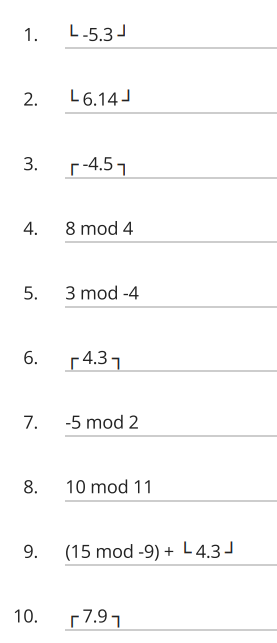 1. ⌊ -5.3 ⌋
2. ⌊ 6.14 ⌋
3. ┌ -4.5 ┐
4. 8 mod 4
5. 3 mod -4
6. ┌ 4.3 ┐
7. -5 mod 2
8. 10 mod 11
9. (15 mod -9) + ⌊ 4.3 ⌋
10. ┌ 7.9 ┐